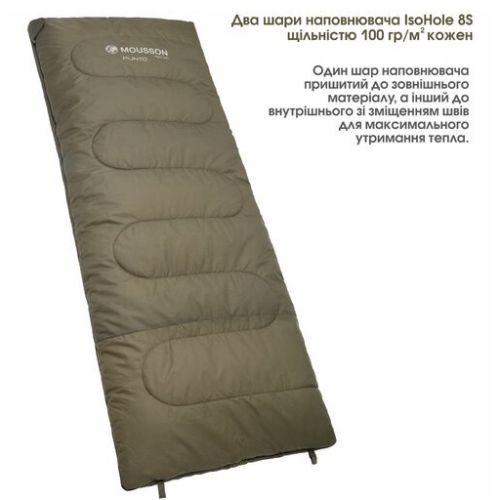 Два шари наповнювача IsoHole 8S
щільністю 100 гр/м² кожен
Один шар наповнювача
пришитий до зовнішнього
матеріалу, а інший до
внутрішнього зі зміщенням швів
для максимального
утримання тепла.
MOUSSON
PUNTO